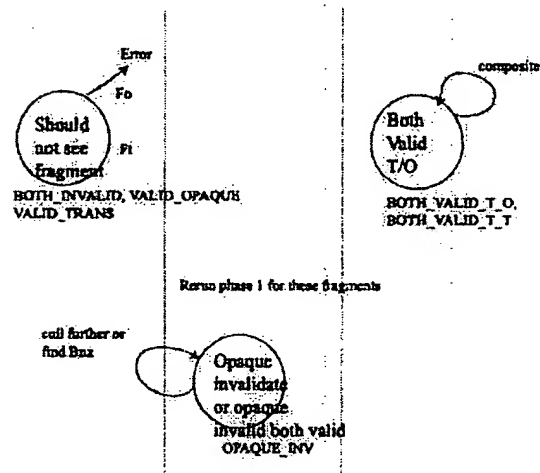 Error
Fo
composite
Should
not see
fragment
Fi
Both
Valid
T/O
BOTH_INVALID, VALID_OPAQUE
VALID_TRANS
BOTH_VALID_T_O,
BOTH_VALID_T_T
Rerun phase 1 for these fragments
cull further or
find Bnz
Opaque
invalidate
or opaque
invalid both valid
OPAQUE_INV